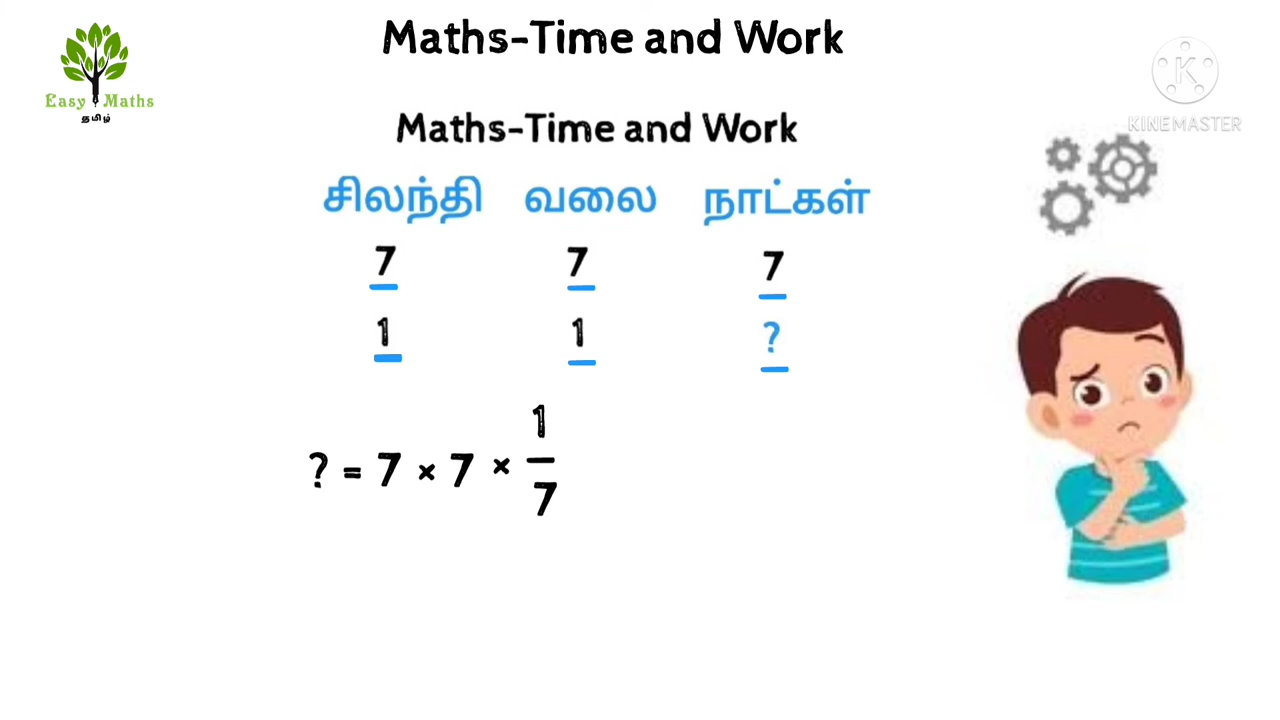 Maths-Time and Work
Easy Maths
தமிழ்
KINEMASTER
Maths-Time and Work
சிலந்தி வலை நாட்கள்
7 7 7
1 1 ?
? = 7 × 7 × 1/7